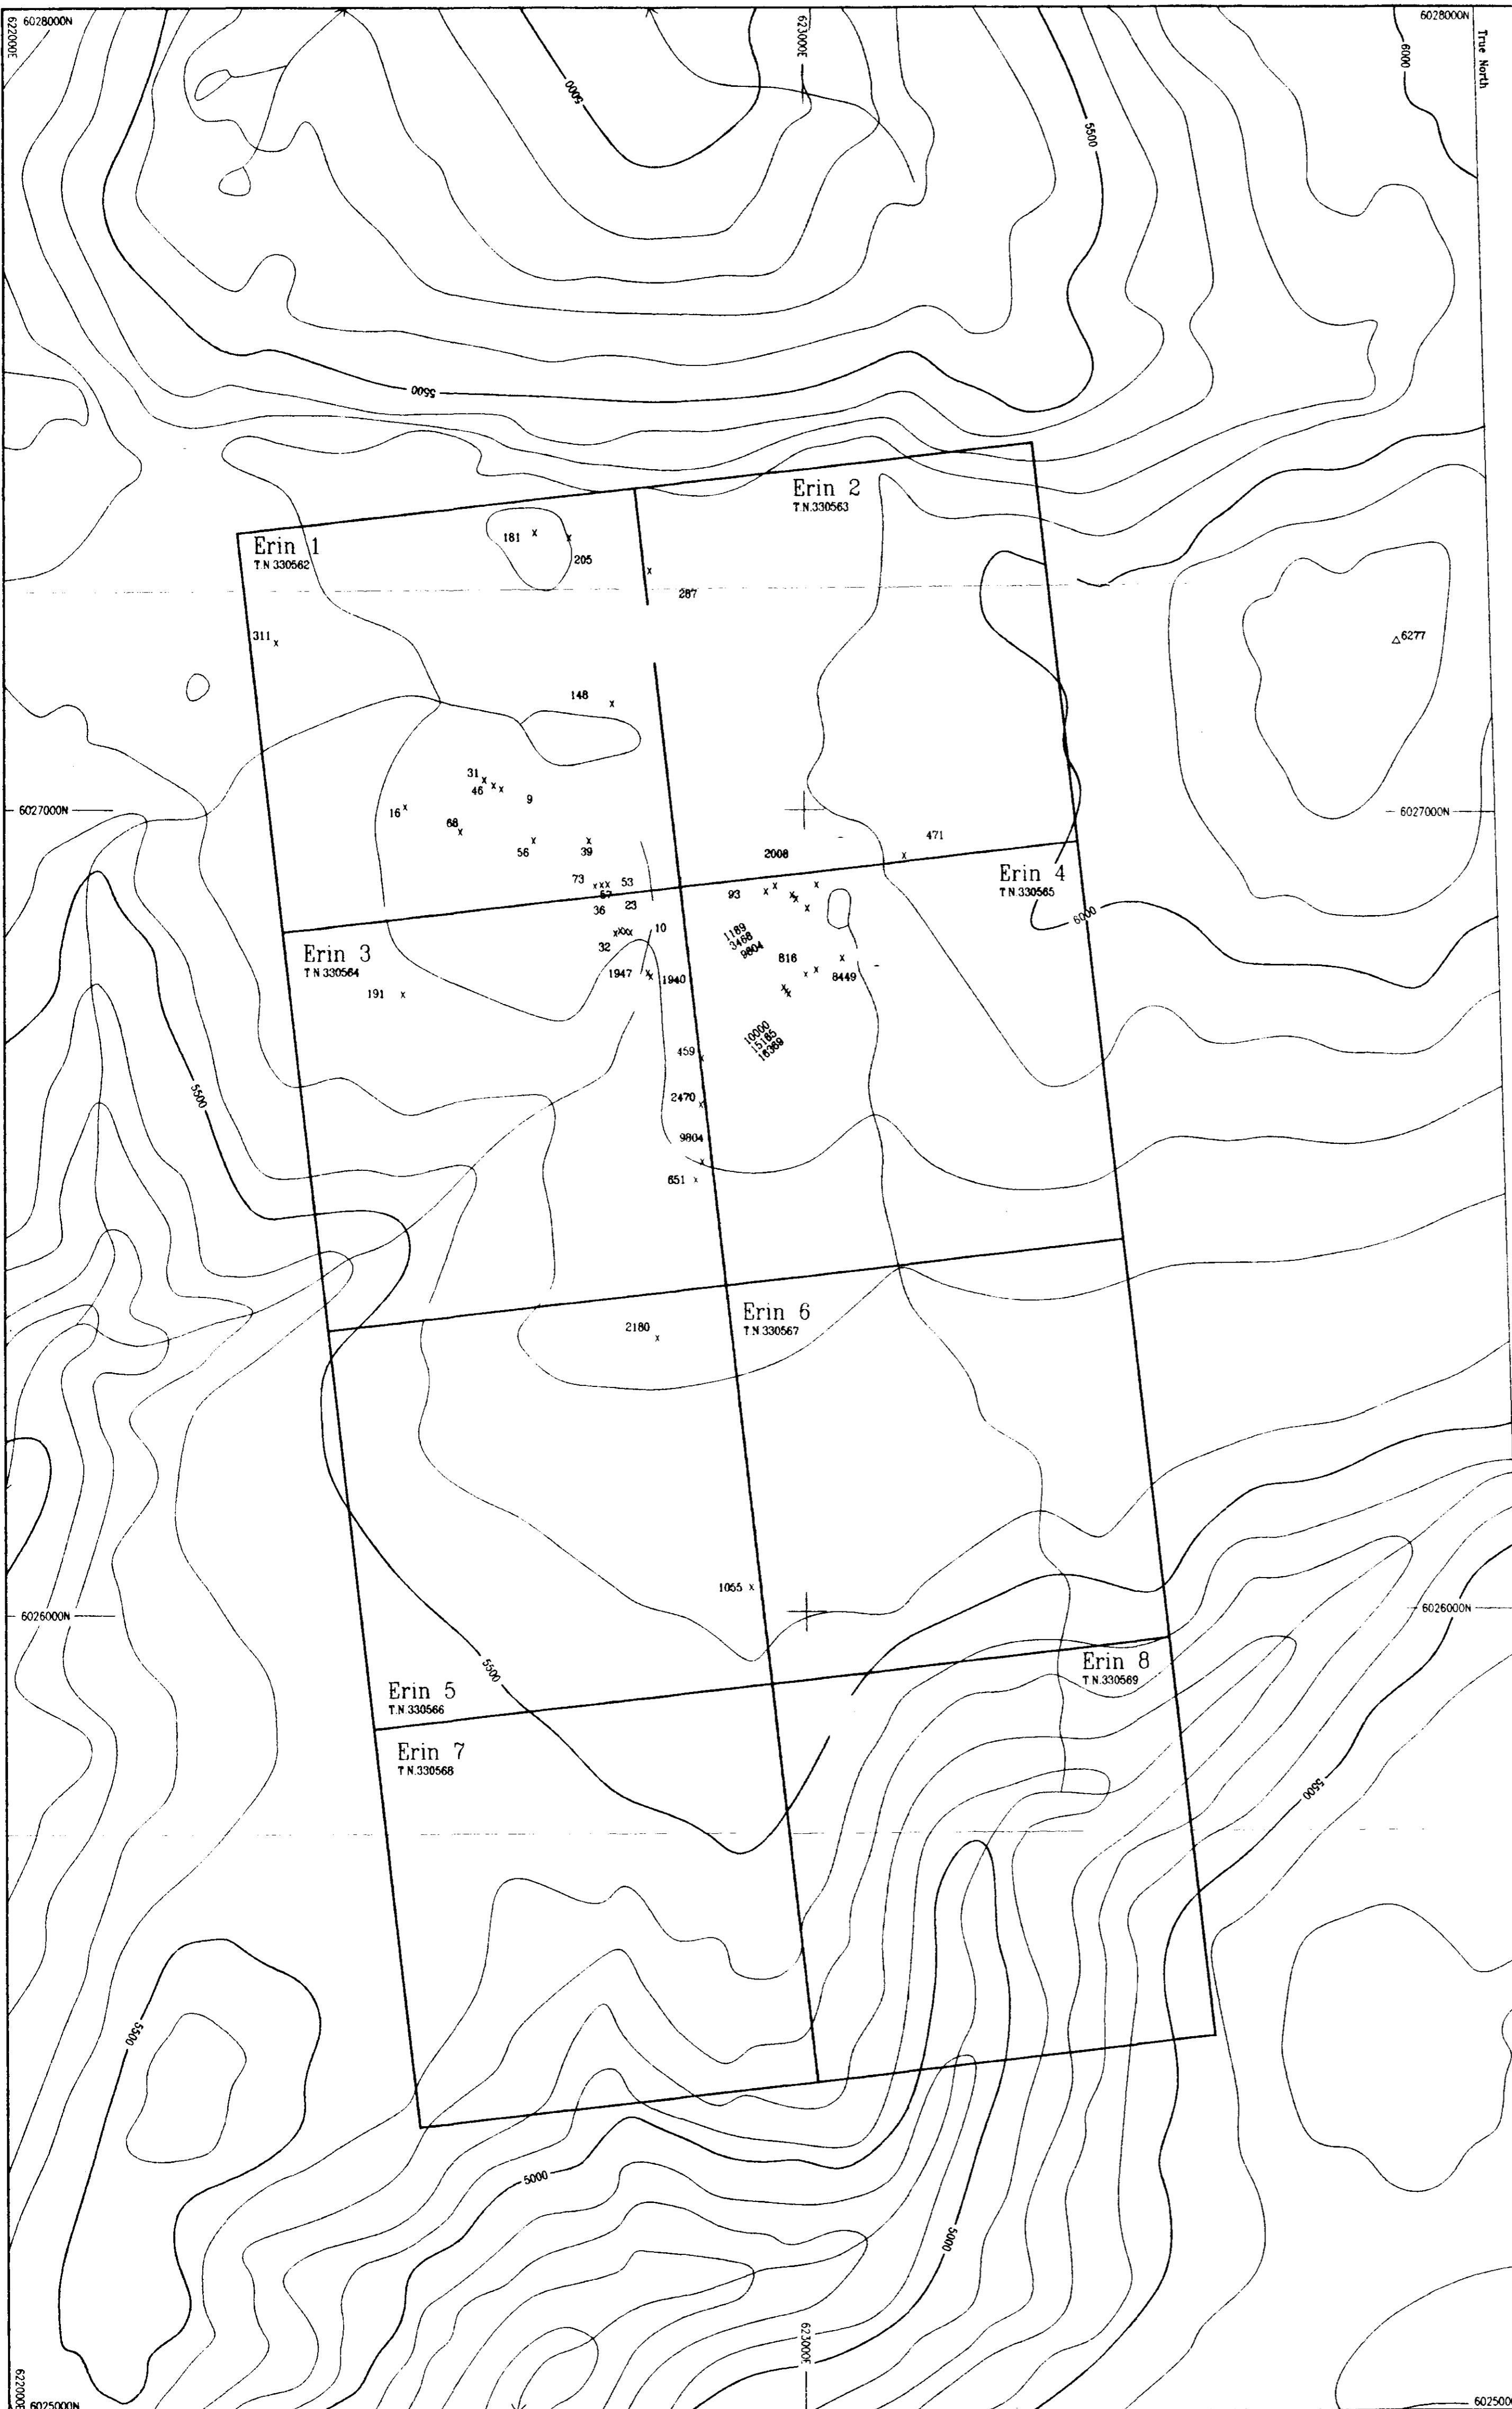 6028000N
6028000N
622000E
623000E
True North
6000
5000
5500
5500
Erin 2
T.N.330563
Erin 1
T.N 330562
181
205
287
311
6277
148
31
46
9
16
68
6027000N
6027000N
56
39
471
2008
73
53
57
Erin 4
T N.330565
93
36
23
6000
10
1189
3468
9804
32
Erin 3
T N 330564
816
1947
1940
8449
191
10000
15165
16369
459
5500
2470
9804
651
Erin 6
T.N 330567
2180
1055
6026000N
6026000N
5500
Erin 8
T.N.330569
Erin 5
T.N.330566
Erin 7
T N.330568
5500
5500
5000
5000
623000E
622000E
6025000N
602500